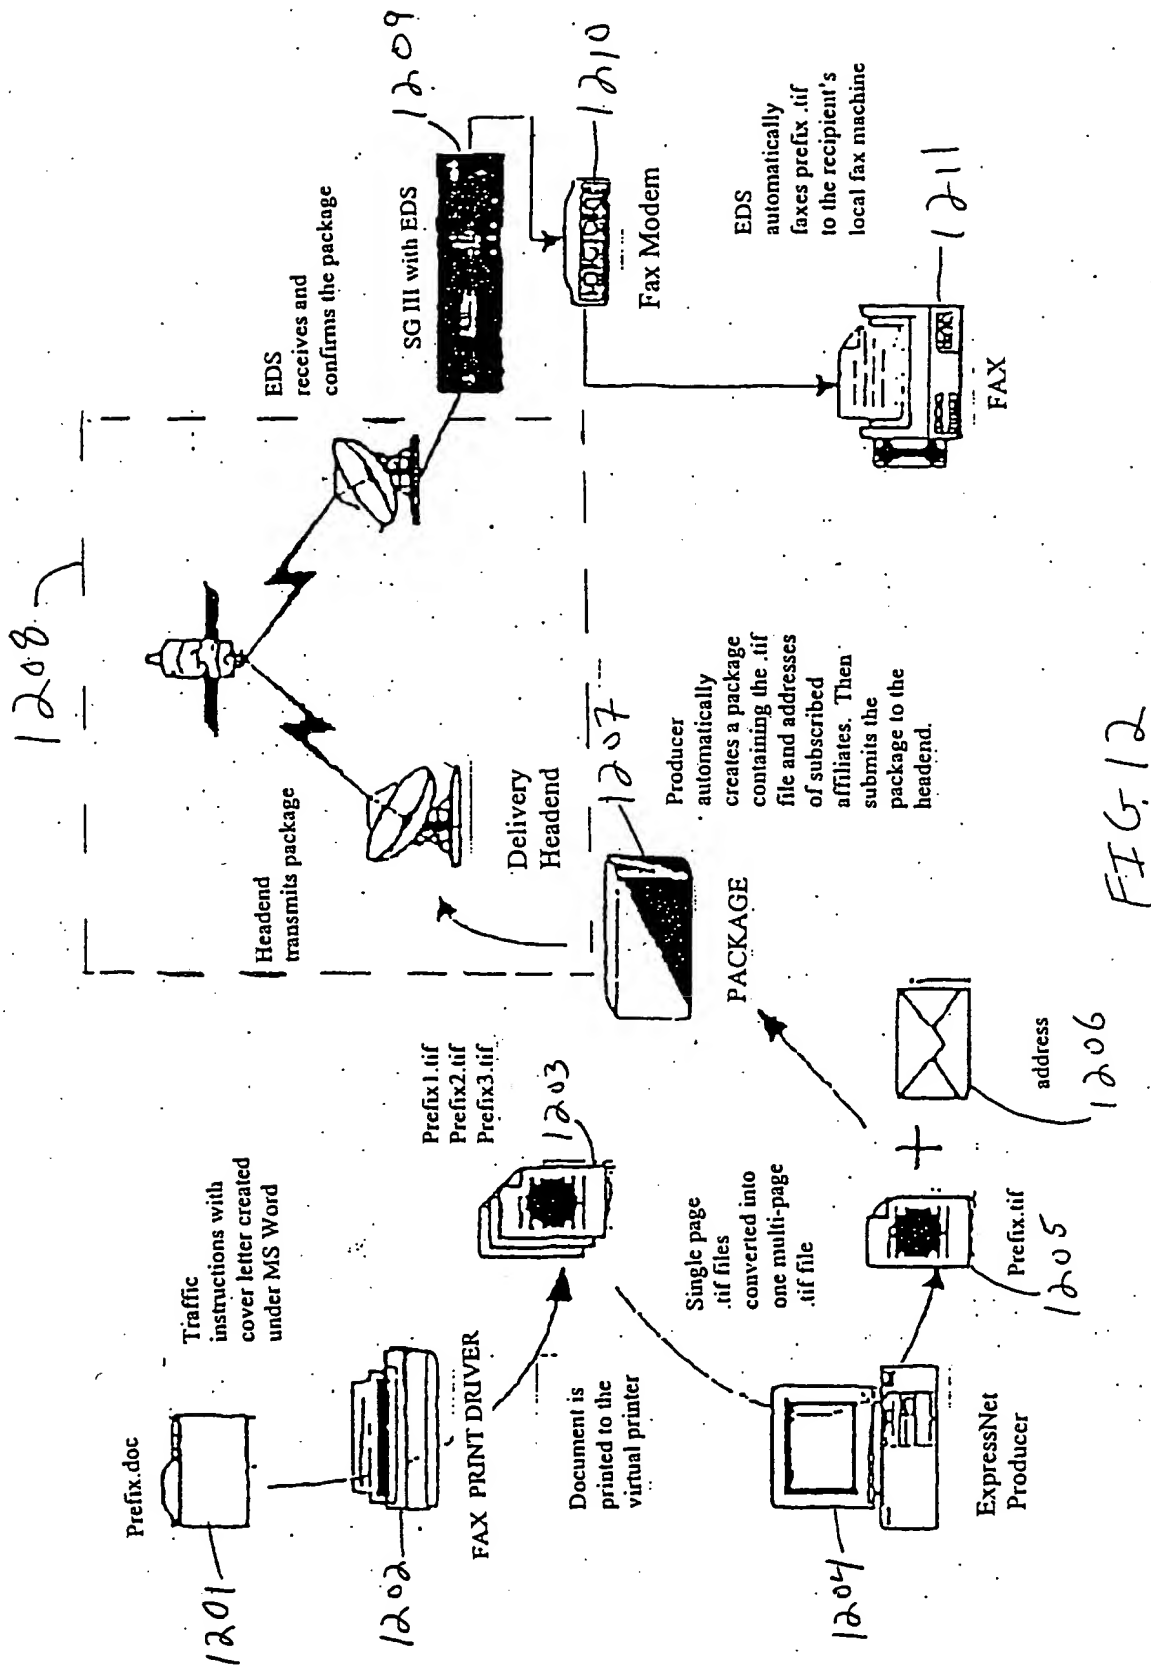 1208
Prefix.doc
1201
Traffic
instructions with
cover letter created
under MS Word
1202
FAX PRINT DRIVER
Document is
printed to the
virtual printer
Prefix1.tif
Prefix2.tif
Prefix3.tif
1203
Single page
.tif files
converted into
one multi-page
.tif file
1204
ExpressNet
Producer
Prefix.tif
1205
+
address
1206
PACKAGE
1207
Producer
automatically
creates a package
containing the .tif
file and addresses
of subscribed
affiliates. Then
submits the
package to the
headend.
Headend
transmits package
Delivery
Headend
EDS
receives and
confirms the package
SG III with EDS
1209
Fax Modem
1210
EDS
automatically
faxes prefix .tif
to the recipient's
local fax machine
FAX
1211
FIG. 12